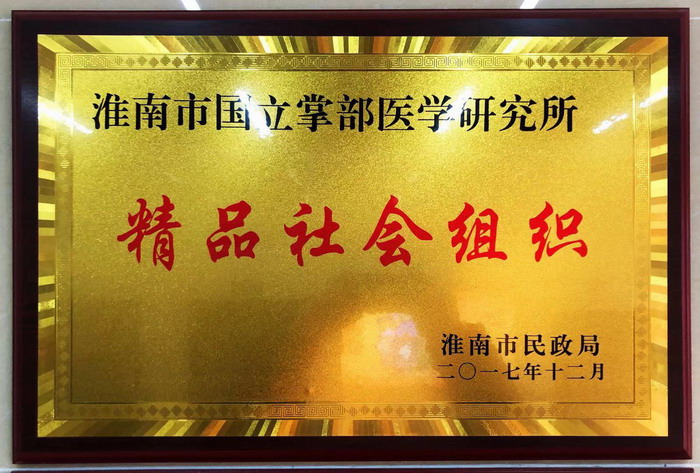 淮南市国立掌部医学研究所
精品社会组织
淮南市民政局
二〇一七年十二月